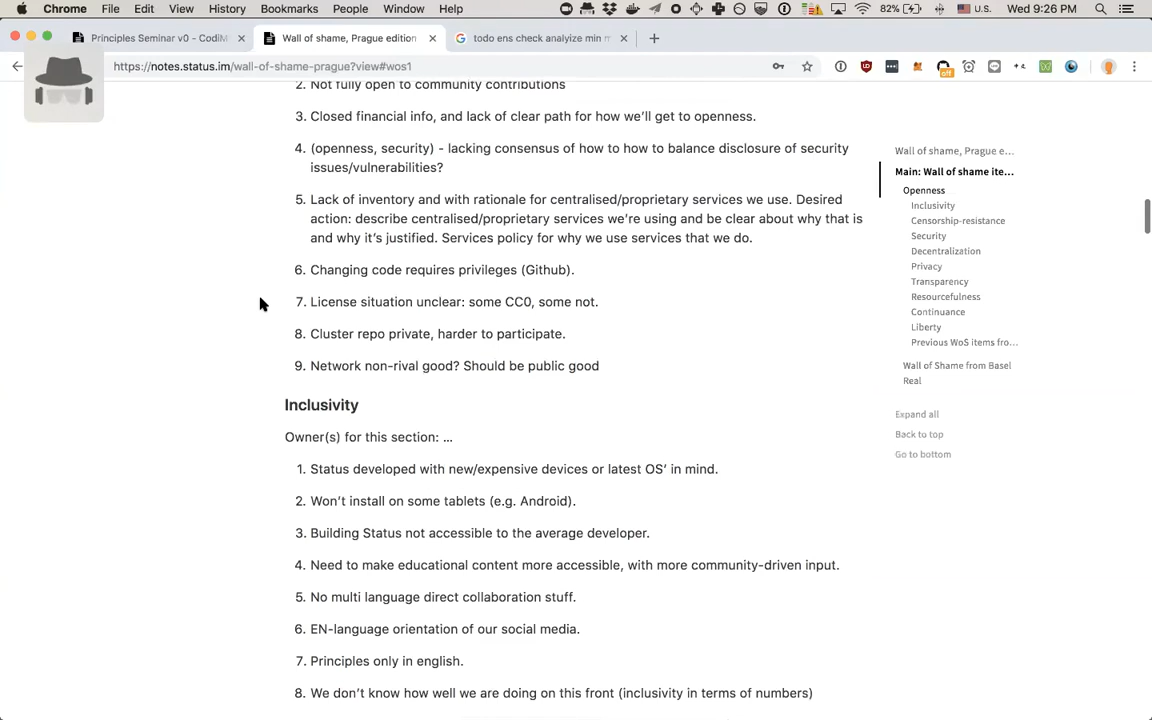 Chrome File Edit View History Bookmarks People Window Help 82% U.S. Wed 9:26 PM
Principles Seminar v0 - CodiM Wall of shame, Prague edition todo ens check analyize min m
https://notes.status.im/wall-of-shame-prague?view#wos1
2. Not fully open to community contributions
3. Closed financial info, and lack of clear path for how we'll get to openness.
4. (openness, security) - lacking consensus of how to how to balance disclosure of security
issues/vulnerabilities?
5. Lack of inventory and with rationale for centralised/proprietary services we use. Desired
action: describe centralised/proprietary services we're using and be clear about why that is
and why it's justified. Services policy for why we use services that we do.
6. Changing code requires privileges (Github).
7. License situation unclear: some CC0, some not.
8. Cluster repo private, harder to participate.
9. Network non-rival good? Should be public good
Inclusivity
Owner(s) for this section: ...
1. Status developed with new/expensive devices or latest OS' in mind.
2. Won't install on some tablets (e.g. Android).
3. Building Status not accessible to the average developer.
4. Need to make educational content more accessible, with more community-driven input.
5. No multi language direct collaboration stuff.
6. EN-language orientation of our social media.
7. Principles only in english.
8. We don't know how well we are doing on this front (inclusivity in terms of numbers)
Wall of shame, Prague e...
Main: Wall of shame ite...
Openness
Inclusivity
Censorship-resistance
Security
Decentralization
Privacy
Transparency
Resourcefulness
Continuance
Liberty
Previous WoS items fro...
Wall of Shame from Basel
Real
Expand all
Back to top
Go to bottom
off